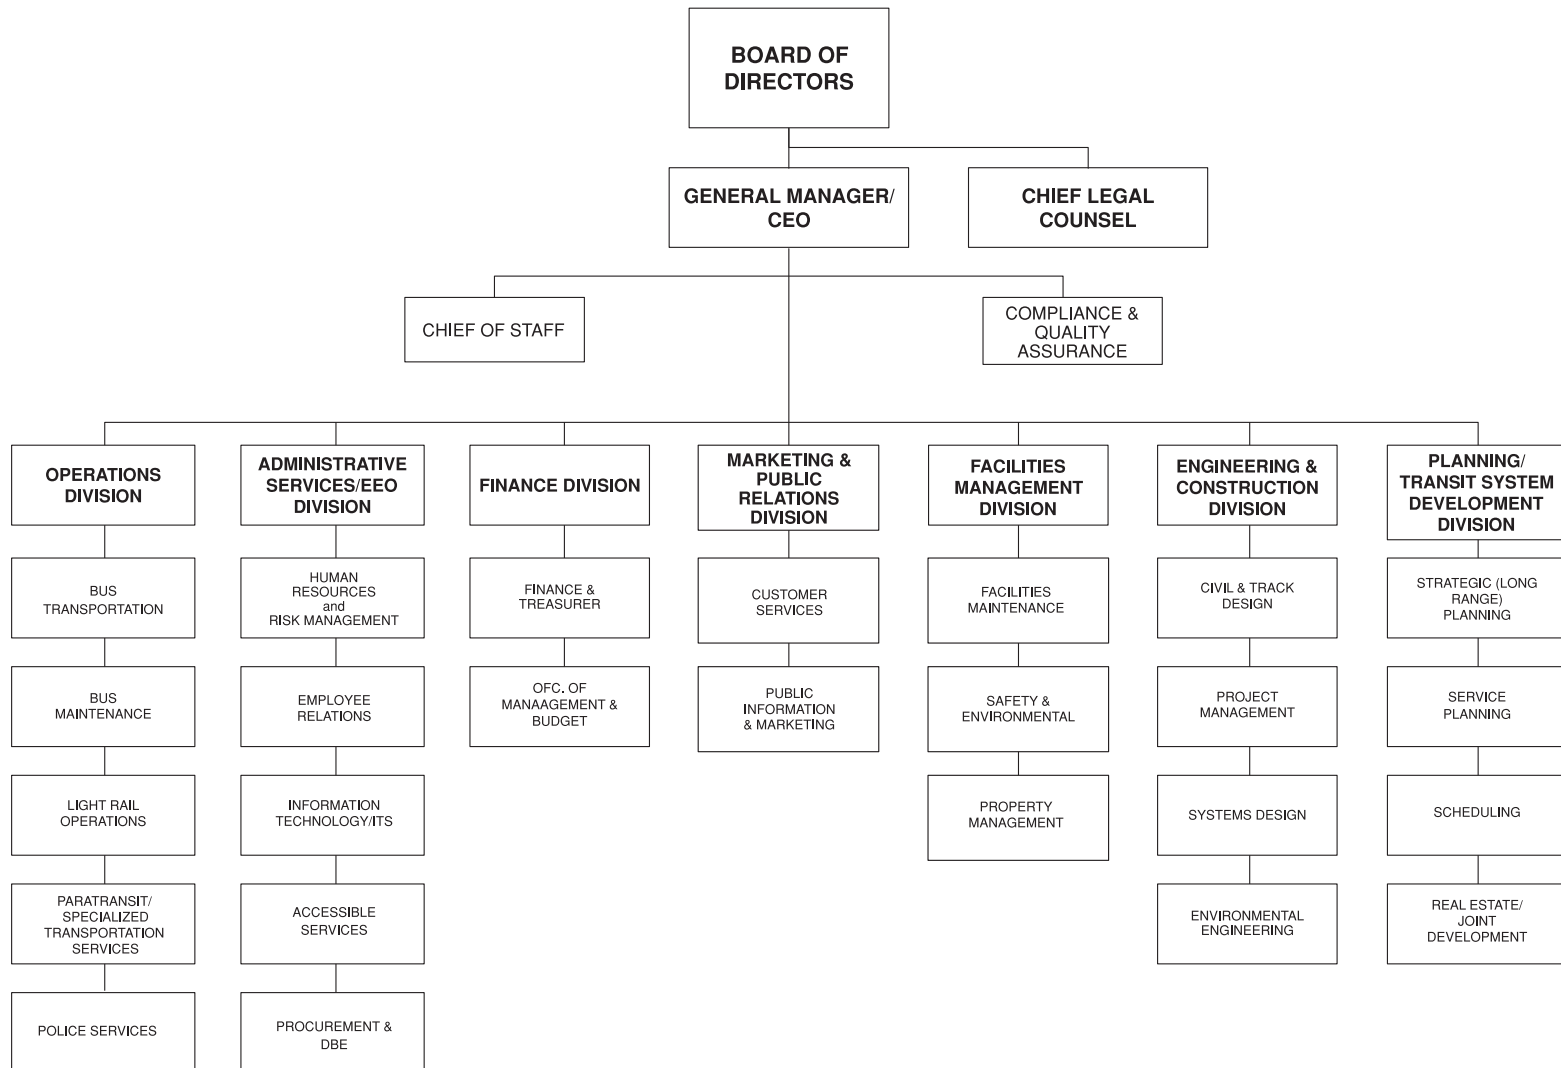 BOARD OF
DIRECTORS
GENERAL MANAGER/
CEO
CHIEF LEGAL
COUNSEL
CHIEF OF STAFF
COMPLIANCE &
QUALITY
ASSURANCE
OPERATIONS
DIVISION
ADMINISTRATIVE
SERVICES/EEO
DIVISION
FINANCE DIVISION
MARKETING &
PUBLIC
RELATIONS
DIVISION
FACILITIES
MANAGEMENT
DIVISION
ENGINEERING &
CONSTRUCTION
DIVISION
PLANNING/
TRANSIT SYSTEM
DEVELOPMENT
DIVISION
BUS
TRANSPORTATION
HUMAN
RESOURCES
and
RISK MANAGEMENT
FINANCE &
TREASURER
CUSTOMER
SERVICES
FACILITIES
MAINTENANCE
CIVIL & TRACK
DESIGN
STRATEGIC (LONG
RANGE)
PLANNING
BUS
MAINTENANCE
EMPLOYEE
RELATIONS
OFC. OF
MANAAGEMENT &
BUDGET
PUBLIC
INFORMATION
& MARKETING
SAFETY &
ENVIRONMENTAL
PROJECT
MANAGEMENT
SERVICE
PLANNING
LIGHT RAIL
OPERATIONS
INFORMATION
TECHNOLOGY/ITS
PROPERTY
MANAGEMENT
SYSTEMS DESIGN
SCHEDULING
PARATRANSIT/
SPECIALIZED
TRANSPORTATION
SERVICES
ACCESSIBLE
SERVICES
ENVIRONMENTAL
ENGINEERING
REAL ESTATE/
JOINT
DEVELOPMENT
POLICE SERVICES
PROCUREMENT &
DBE